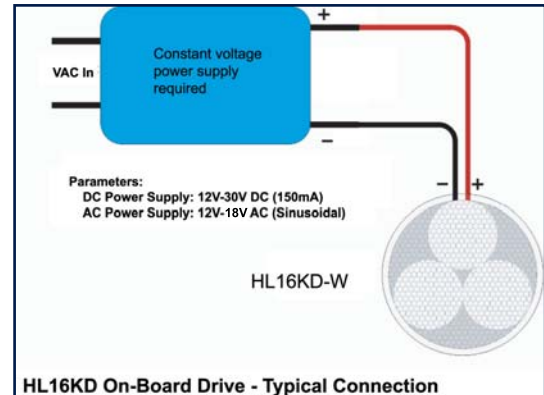 +
Constant voltage
power supply
required
VAC In
−
Parameters:
DC Power Supply: 12V-30V DC (150mA)
AC Power Supply: 12V-18V AC (Sinusoidal)
− +
HL16KD-W
HL16KD On-Board Drive - Typical Connection